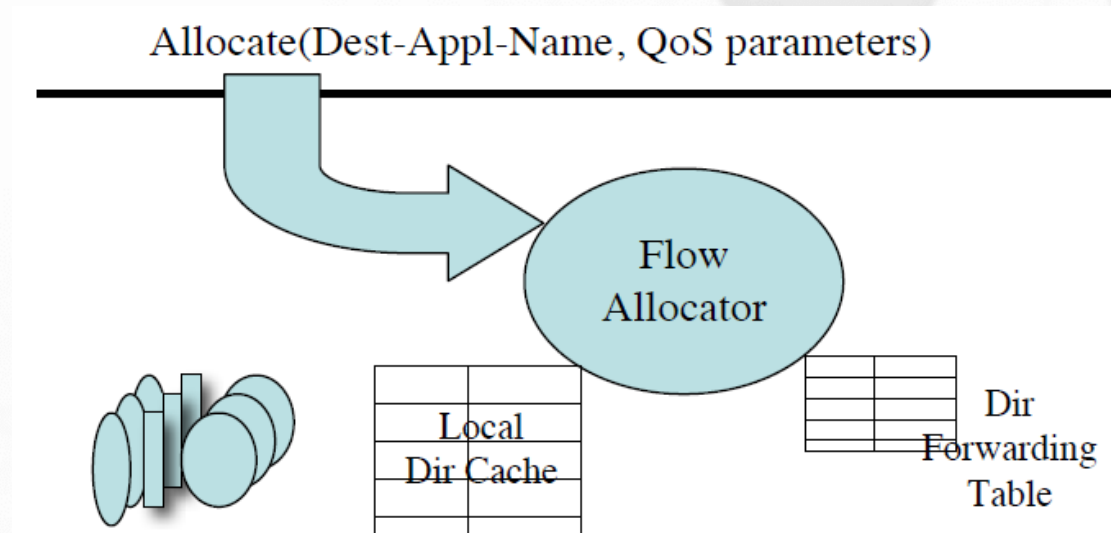 Allocate(Dest-Appl-Name, QoS parameters)
Flow
Allocator
Local
Dir Cache
Dir
Forwarding
Table